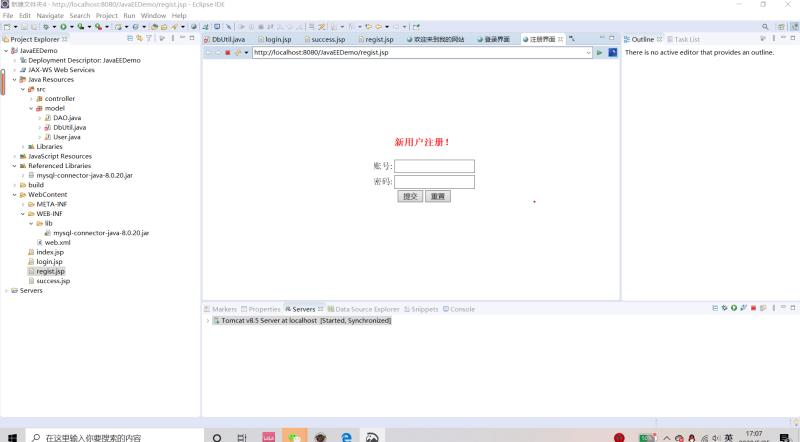 新建文件夹4 - http://localhost:8080/JavaEEDemo/regist.jsp - Eclipse IDE
File Edit Navigate Search Project Run Window Help
Project Explorer
JavaEEDemo
Deployment Descriptor: JavaEEDemo
JAX-WS Web Services
Java Resources
src
controller
model
DAO.java
DbUtil.java
User.java
Libraries
JavaScript Resources
Referenced Libraries
mysql-connector-java-8.0.20.jar
build
WebContent
META-INF
WEB-INF
lib
mysql-connector-java-8.0.20.jar
web.xml
index.jsp
login.jsp
regist.jsp
success.jsp
Servers
DbUtil.java login.jsp success.jsp regist.jsp 欢迎来到我的网站 登录界面 注册界面
http://localhost:8080/JavaEEDemo/regist.jsp
新用户注册！
账号:
密码:
提交 重置
Outline Task List
There is no active editor that provides an outline.
Markers Properties Servers Data Source Explorer Snippets Console
Tomcat v8.5 Server at localhost [Started, Synchronized]
在这里输入你要搜索的内容
英
17:07